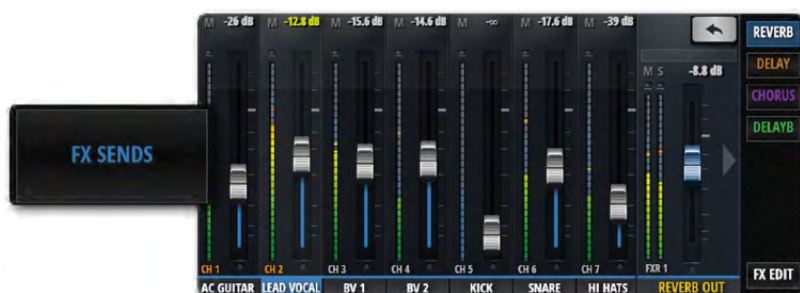 FX SENDS
M -26 dB M -12.8 dB M -15.6 dB M -14.6 dB M -∞ M -17.6 dB M -39 dB
M S -8.8 dB
REVERB
DELAY
CHORUS
DELAYB
CH 1 CH 2 CH 3 CH 4 CH 5 CH 6 CH 7 FXR 1
AC GUITAR LEAD VOCAL BV 1 BV 2 KICK SNARE HI HATS REVERB OUT
FX EDIT